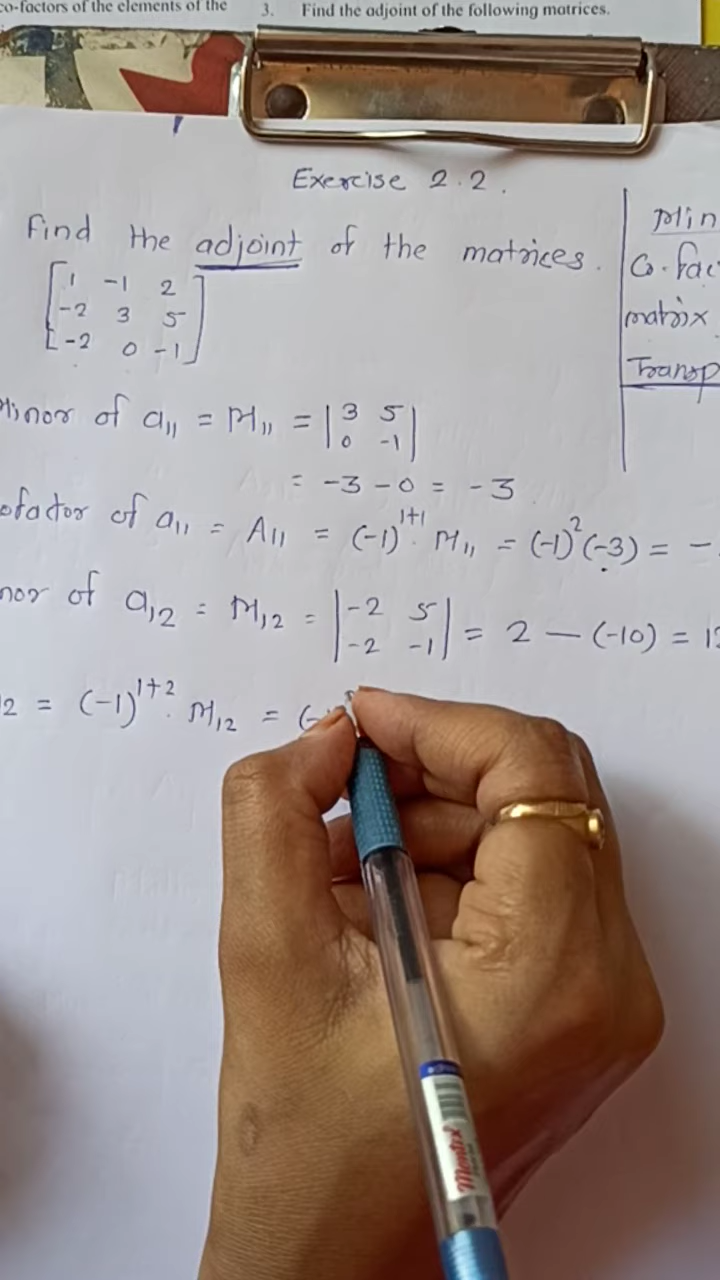 co-factors of the elements of the 3. Find the adjoint of the following matrices.
Exercise 2.2.
Find the adjoint of the matrices.
[1 -1 2
-2 3 5
-2 0 -1]
Co-fac
matrix
Transp
Minor of a₁₁ = M₁₁ = |3 5
0 -1|
= -3 - 0 = -3
ofactor of a₁₁ = A₁₁ = (-1)¹⁺¹. M₁₁ = (-1)²(-3) = -
nor of a₁₂ = M₁₂ = |-2 5
-2 -1| = 2 - (-10) = 12
12 = (-1)¹⁺². M₁₂ = (-1
Montex